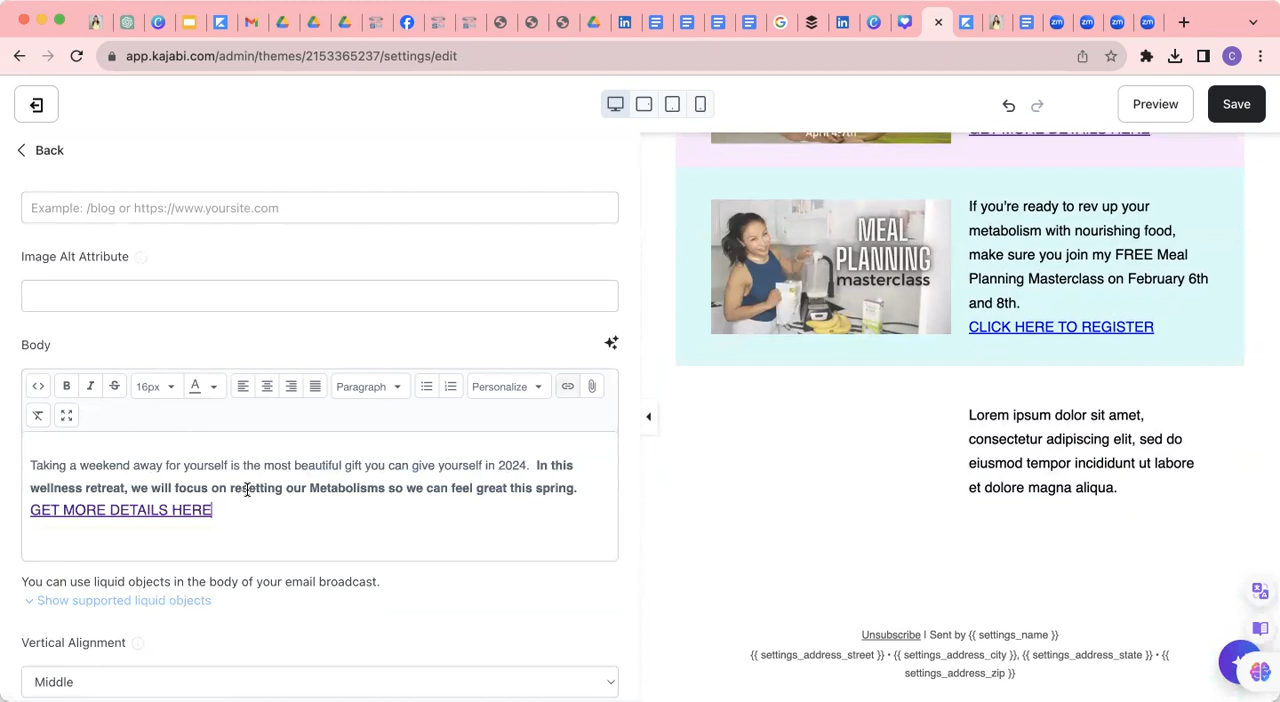 app.kajabi.com/admin/themes/2153365237/settings/edit
C
Preview
Save
Back
Example: /blog or https://www.yoursite.com
Image Alt Attribute
Body
B I S 16px A Paragraph Personalize
Taking a weekend away for yourself is the most beautiful gift you can give yourself in 2024. In this
wellness retreat, we will focus on resetting our Metabolisms so we can feel great this spring.
GET MORE DETAILS HERE
You can use liquid objects in the body of your email broadcast.
Show supported liquid objects
Vertical Alignment
Middle
April 4-7th
GET MORE DETAILS HERE
MEAL
PLANNING
masterclass
If you're ready to rev up your
metabolism with nourishing food,
make sure you join my FREE Meal
Planning Masterclass on February 6th
and 8th.
CLICK HERE TO REGISTER
Lorem ipsum dolor sit amet,
consectetur adipiscing elit, sed do
eiusmod tempor incididunt ut labore
et dolore magna aliqua.
Unsubscribe | Sent by {{ settings_name }}
{{ settings_address_street }} • {{ settings_address_city }}, {{ settings_address_state }} • {{
settings_address_zip }}